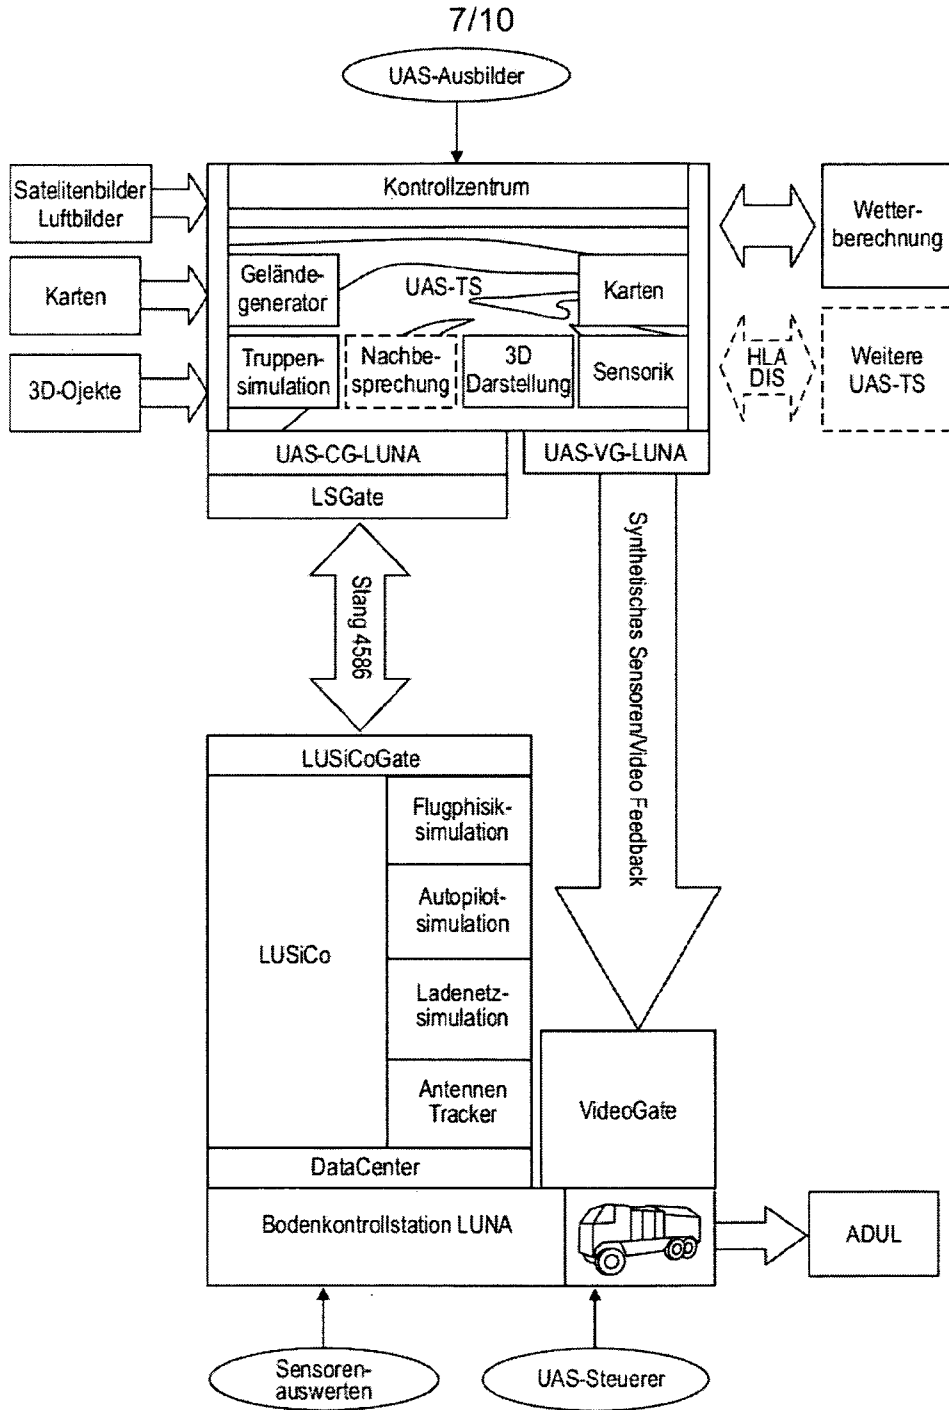 7/10
UAS-Ausbilder
Satelitenbilder
Luftbilder
Kontrollzentrum
Wetter-
berechnung
Karten
Gelände-
generator
UAS-TS
Karten
3D-Ojekte
Truppen-
simulation
Nachbe-
sprechung
3D
Darstellung
Sensorik
HLA
DIS
Weitere
UAS-TS
UAS-CG-LUNA
UAS-VG-LUNA
LSGate
Stang 4586
Synthetisches Sensoren/Video Feedback
LUSiCoGate
LUSiCo
Flugphisik-
simulation
Autopilot-
simulation
Ladenetz-
simulation
Antennen
Tracker
VideoGate
DataCenter
Bodenkontrollstation LUNA
ADUL
Sensoren-
auswerten
UAS-Steuerer